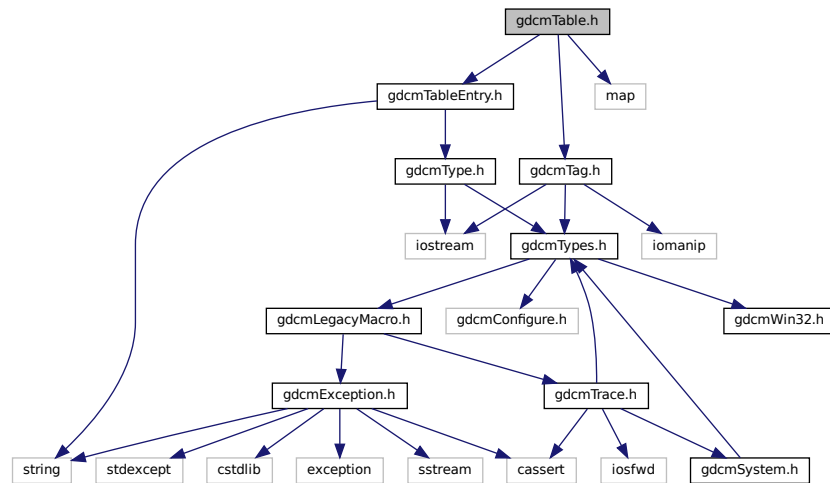 gdcmTable.h
gdcmTableEntry.h
map
gdcmType.h
gdcmTag.h
iostream
gdcmTypes.h
iomanip
gdcmLegacyMacro.h
gdcmConfigure.h
gdcmWin32.h
gdcmException.h
gdcmTrace.h
string
stdexcept
cstdlib
exception
sstream
cassert
iosfwd
gdcmSystem.h